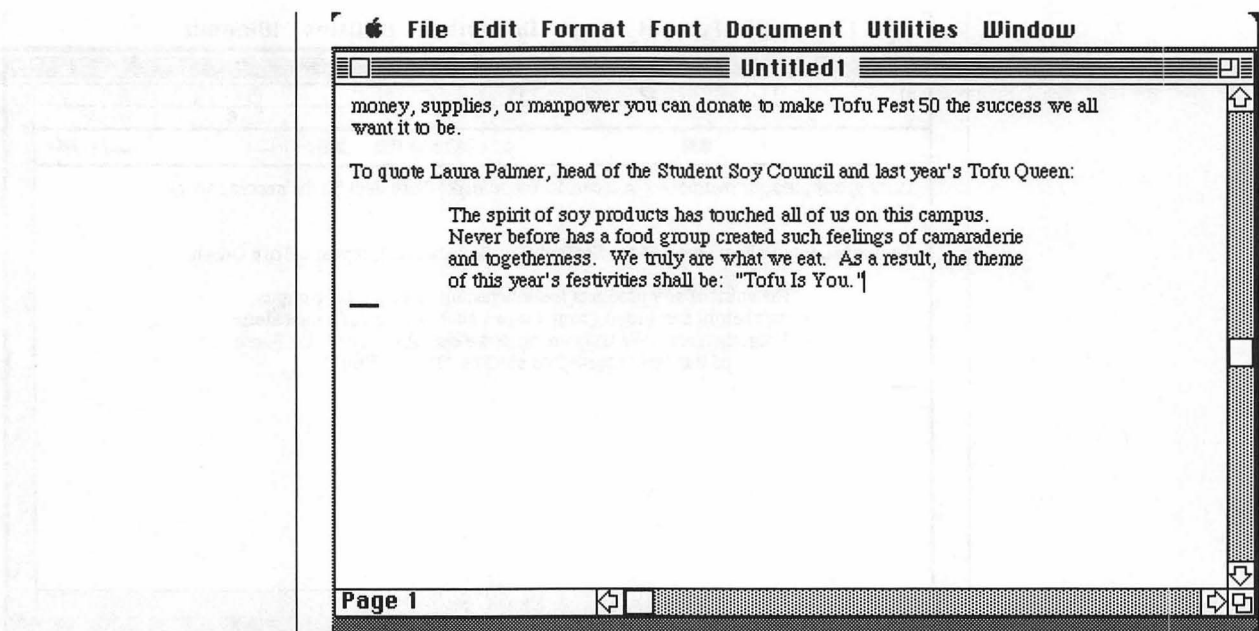 File Edit Format Font Document Utilities Window
Untitled1
money, supplies, or manpower you can donate to make Tofu Fest 50 the success we all
want it to be.
To quote Laura Palmer, head of the Student Soy Council and last year's Tofu Queen:
The spirit of soy products has touched all of us on this campus.
Never before has a food group created such feelings of camaraderie
and togetherness. We truly are what we eat. As a result, the theme
of this year's festivities shall be: "Tofu Is You."
Page 1